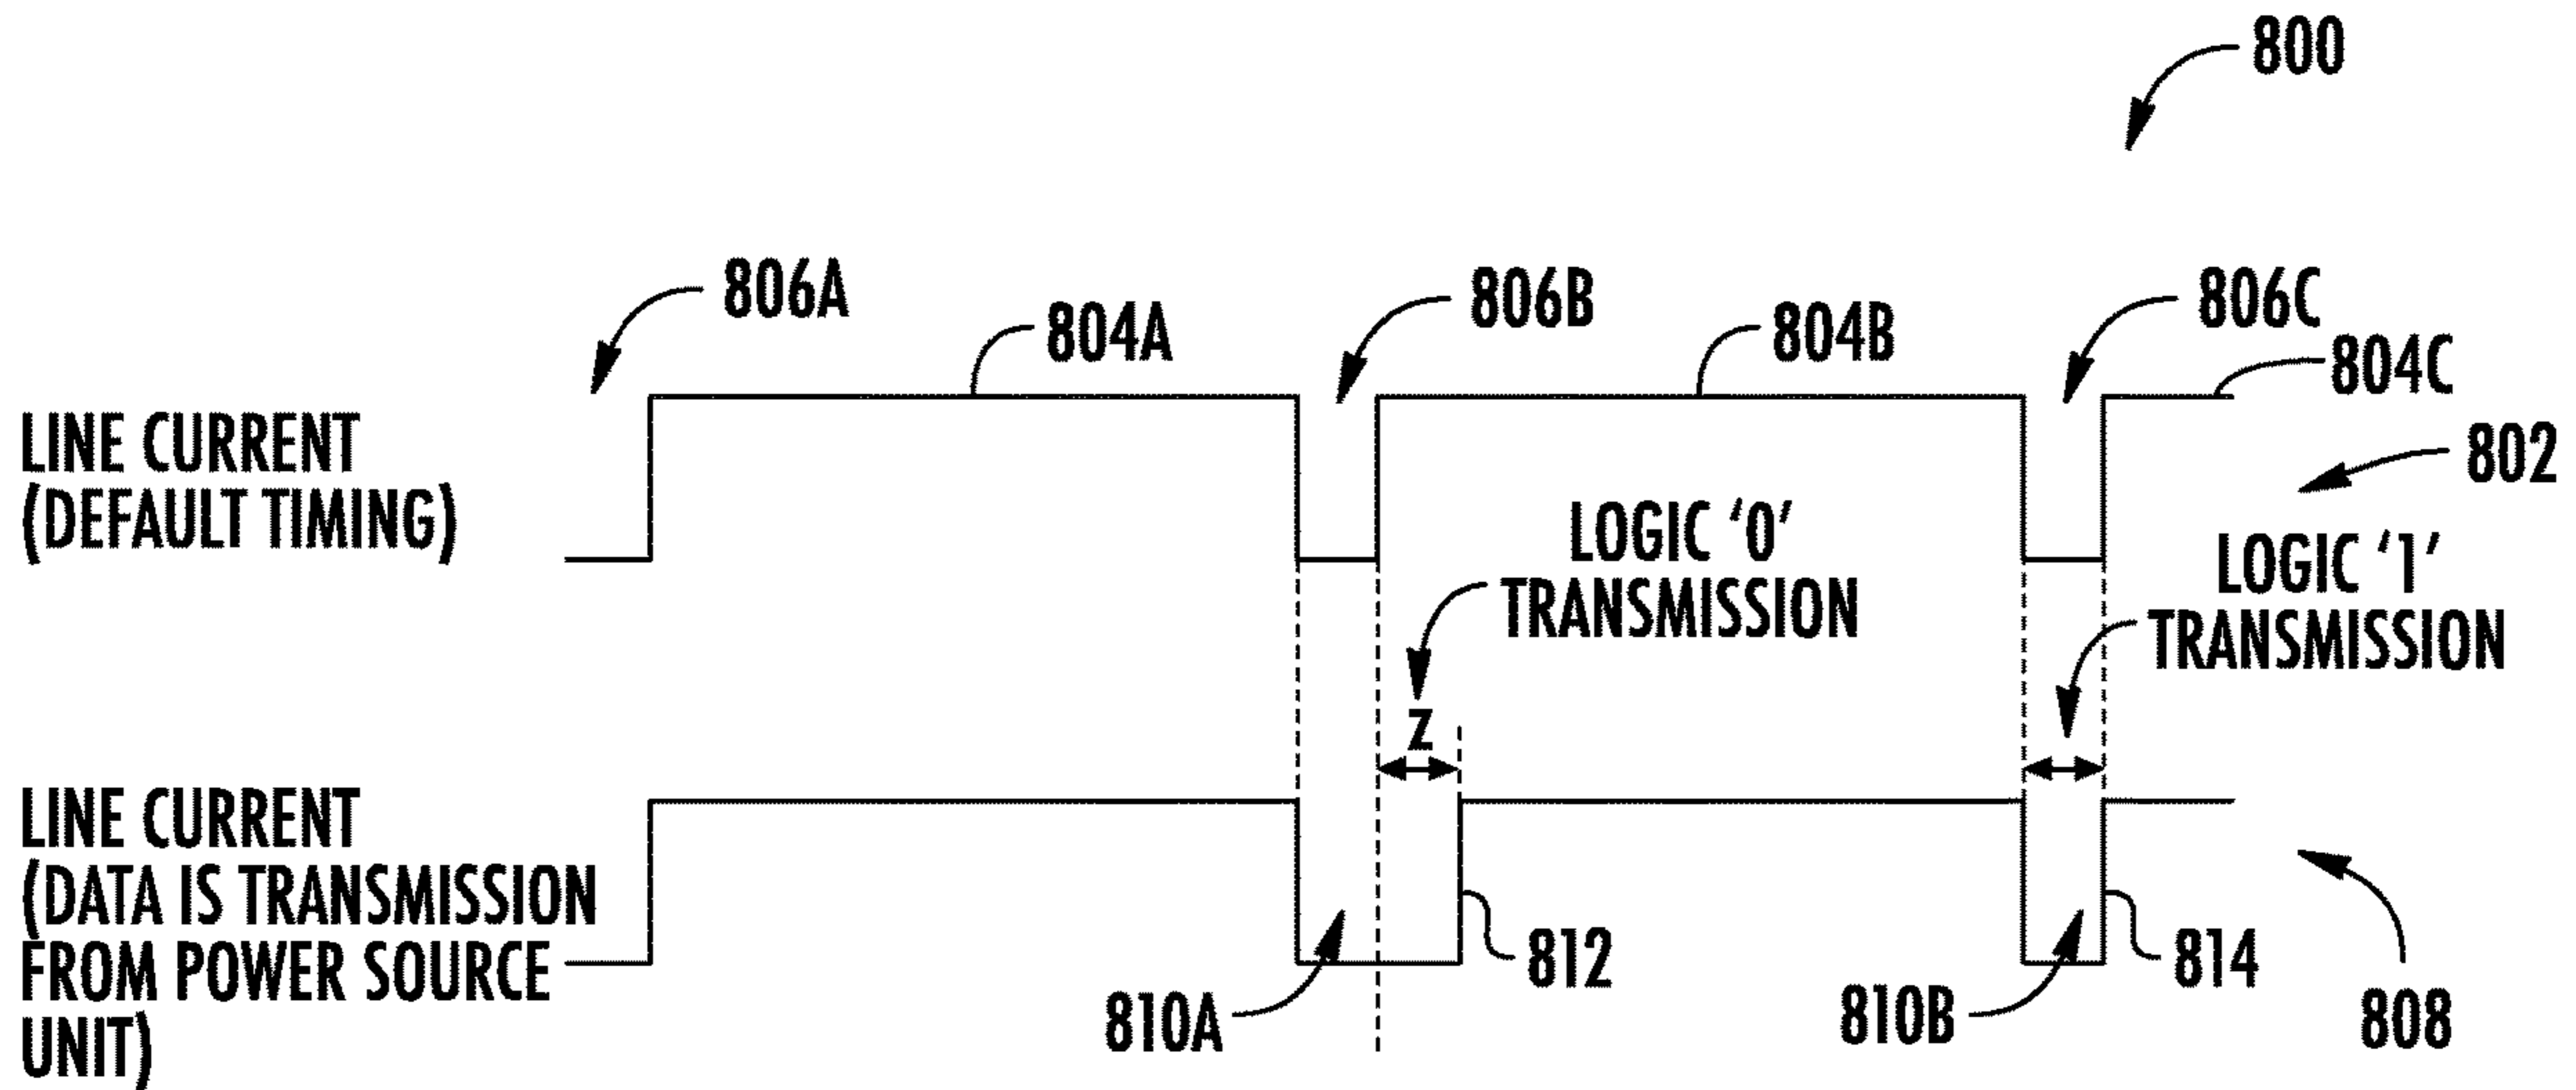 800
806A
804A
806B
804B
806C
804C
802
LINE CURRENT
(DEFAULT TIMING)
LOGIC ‘0’
TRANSMISSION
LOGIC ‘1’
TRANSMISSION
Z
LINE CURRENT
(DATA IS TRANSMISSION
FROM POWER SOURCE
UNIT)
810A
812
810B
814
808